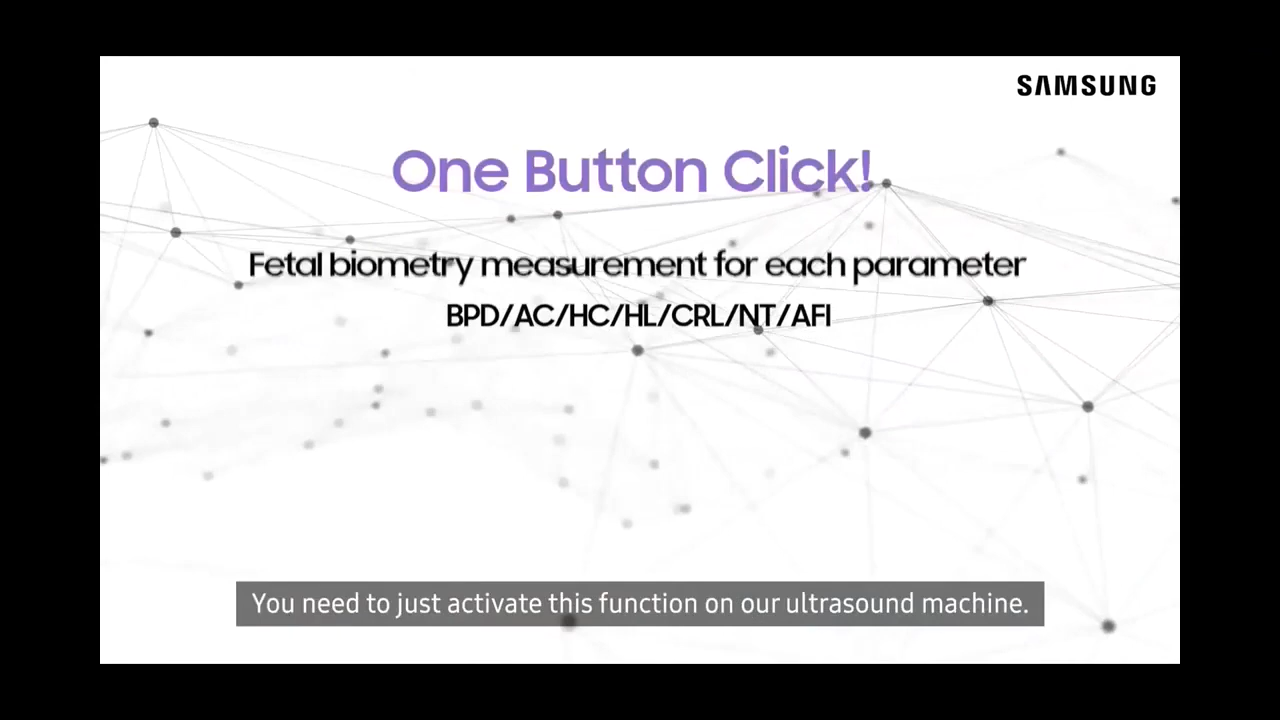 SAMSUNG
One Button Click!
Fetal biometry measurement for each parameter
BPD/AC/HC/HL/CRL/NT/AFI
You need to just activate this function on our ultrasound machine.